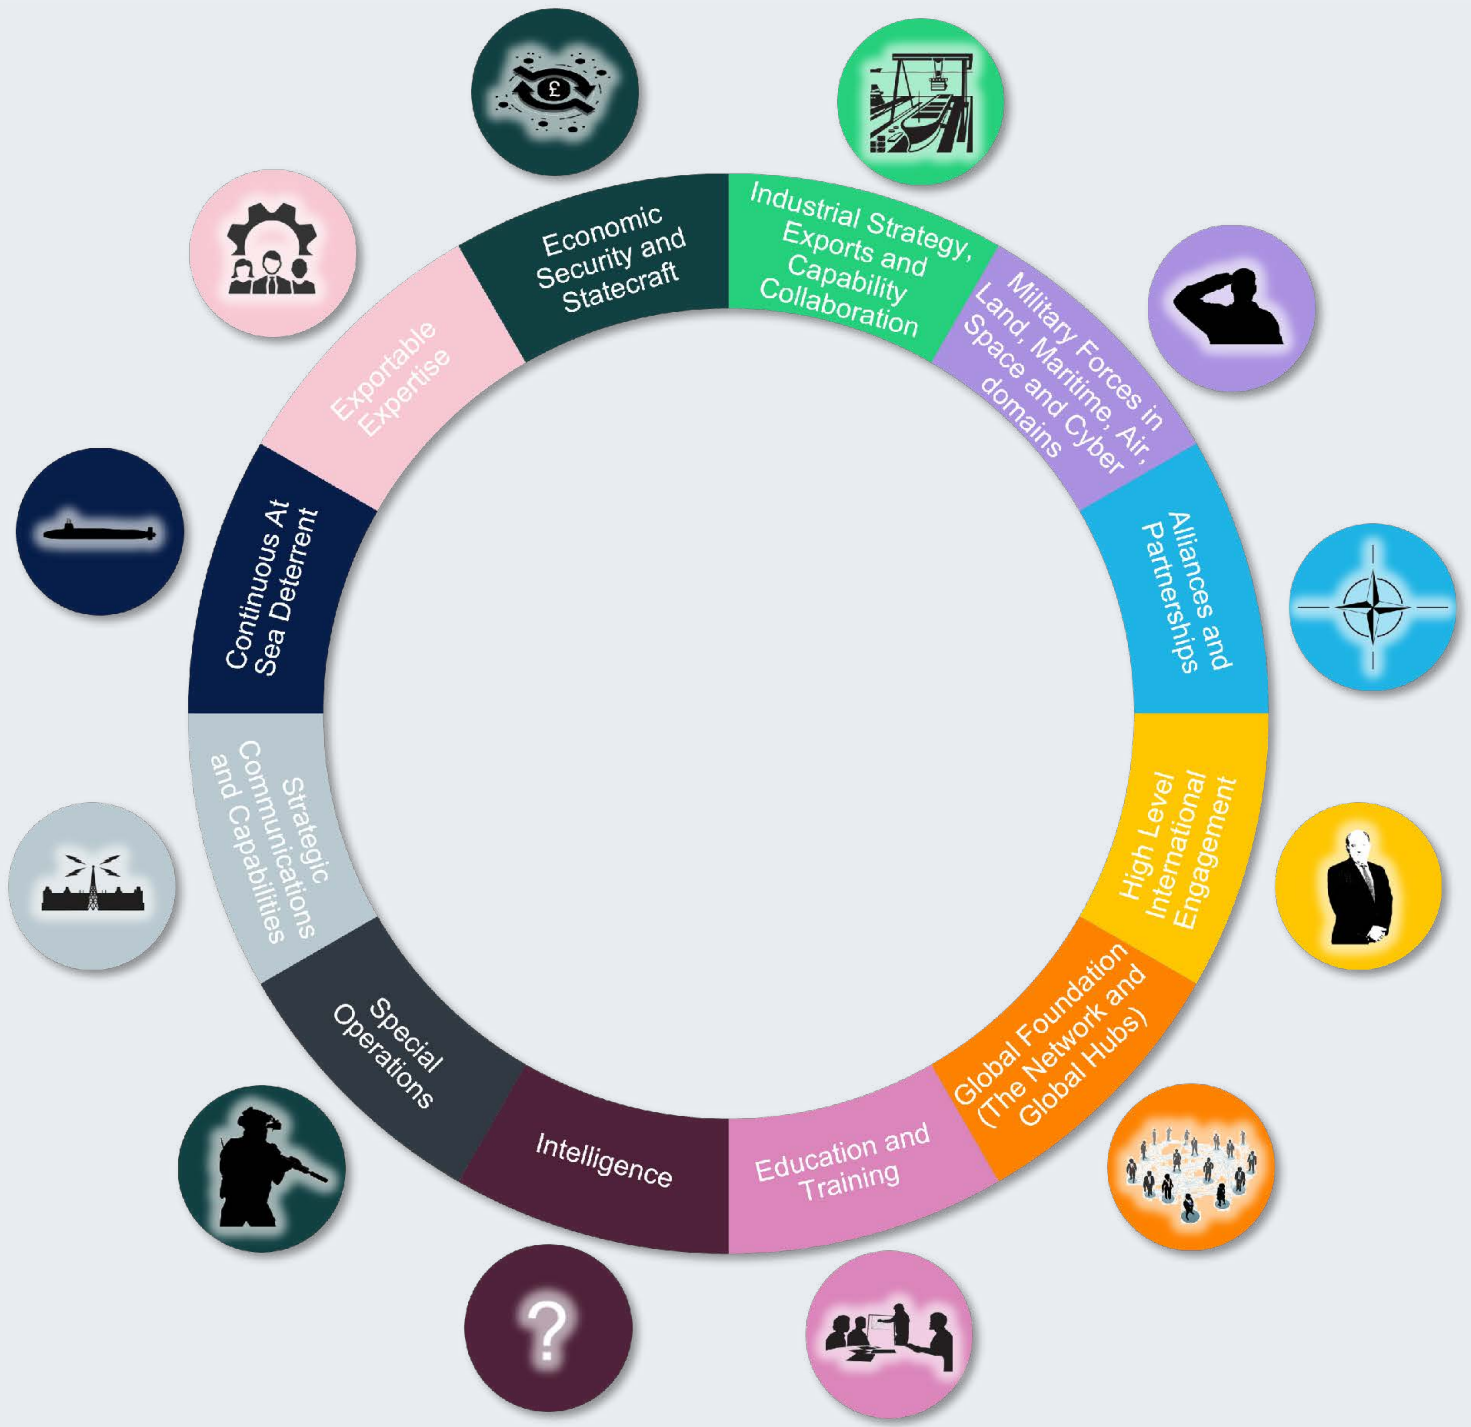 £
Industrial Strategy,
Exports and
Capability
Collaboration
Military Forces in
Land, Maritime, Air,
Space and Cyber
domains
Alliances and
Partnerships
High Level
International
Engagement
Global Foundation
(The Network and
Global Hubs)
Education and
Training
Intelligence
?
Special
Operations
Strategic
Communications
and Capabilities
Continuous At
Sea Deterrent
Exportable
Expertise
Economic
Security and
Statecraft